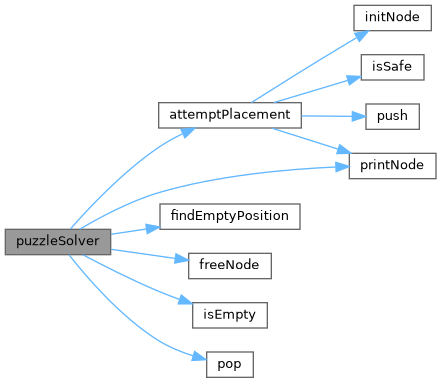 initNode
isSafe
attemptPlacement
push
printNode
findEmptyPosition
puzzleSolver
freeNode
isEmpty
pop